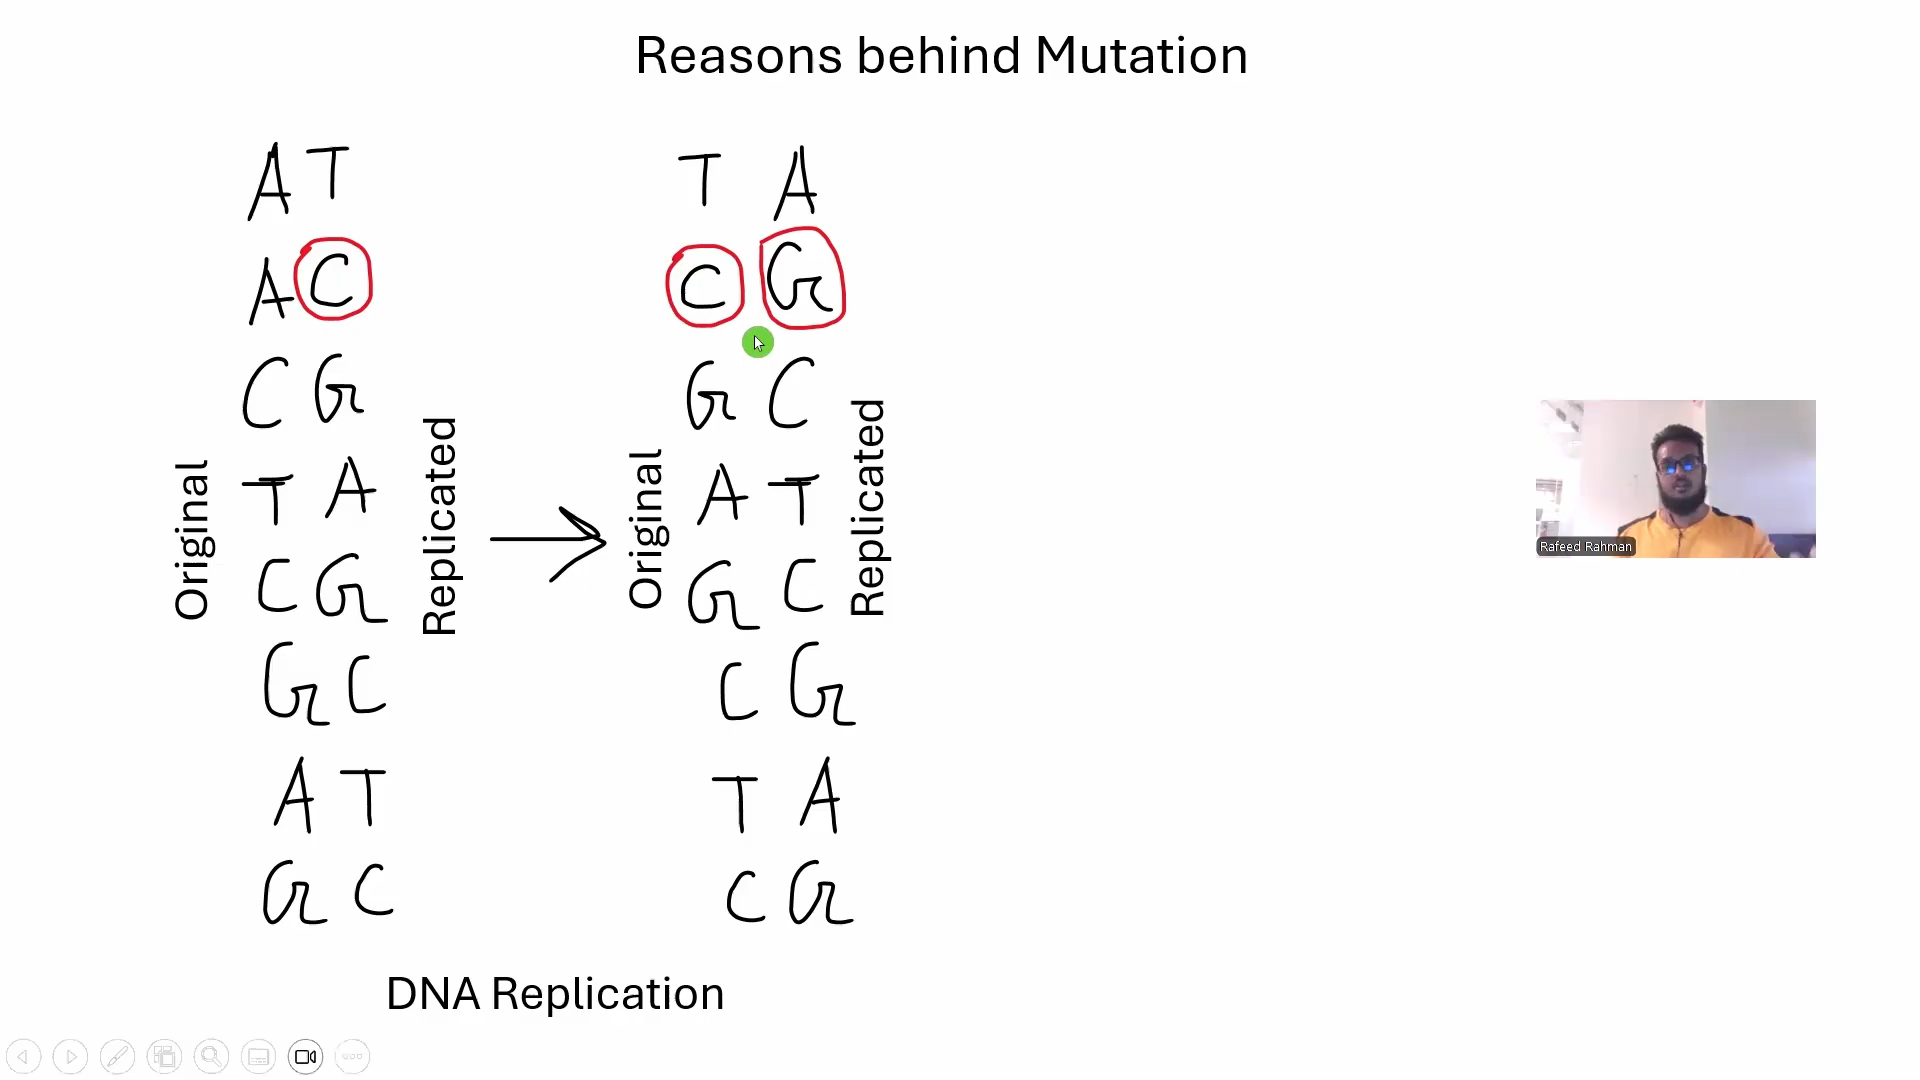 Reasons behind Mutation
A T T A
A C C G
C G G C
T A A T
C G G C
G C C G
A T T A
G C C G
Original
Replicated
Original
Replicated
DNA Replication
Rafeed Rahman